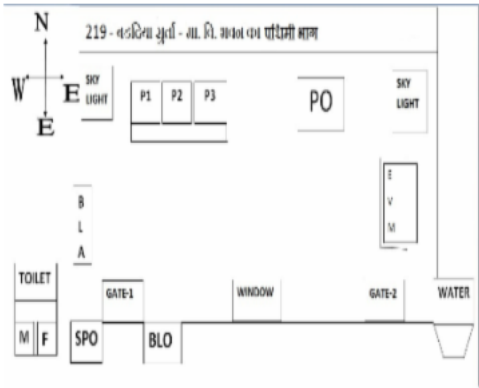 N
219 - बडहिया मुर्ता - सा. वि. भवन का पश्चिमी भाग
W E
E
SKY
LIGHT
P1 P2 P3
PO
SKY
LIGHT
E
V
M
B
L
A
TOILET
GATE-1
WINDOW
GATE-2
WATER
M F
SPO
BLO